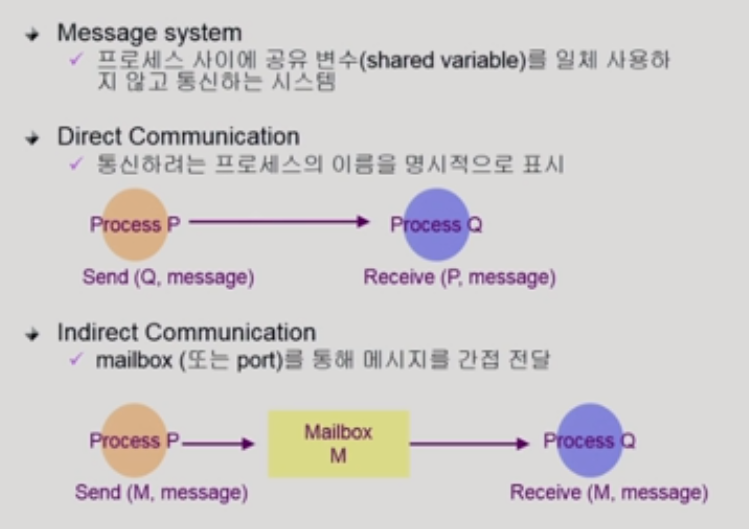 Message system
프로세스 사이에 공유 변수(shared variable)를 일체 사용하
지 않고 통신하는 시스템
Direct Communication
통신하려는 프로세스의 이름을 명시적으로 표시
Process P
Process Q
Send (Q, message)
Receive (P, message)
Indirect Communication
mailbox (또는 port)를 통해 메시지를 간접 전달
Process P
Mailbox
M
Process Q
Send (M, message)
Receive (M, message)